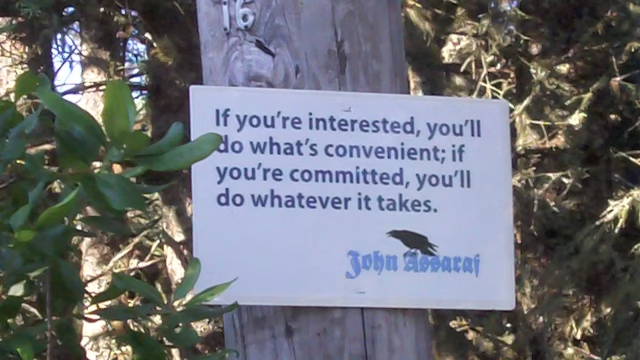 16
If you're interested, you'll
do what's convenient; if
you're committed, you'll
do whatever it takes.
John Assaraf